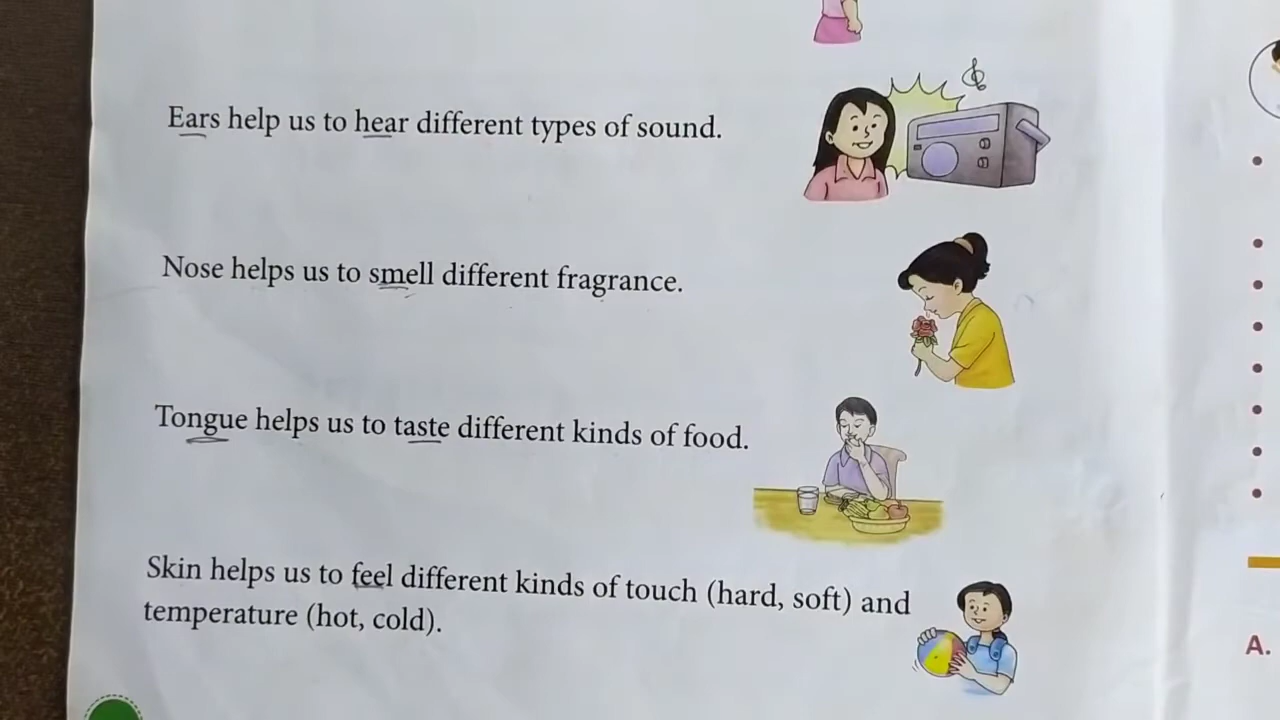 Ears help us to hear different types of sound.
Nose helps us to smell different fragrance.
Tongue helps us to taste different kinds of food.
Skin helps us to feel different kinds of touch (hard, soft) and
temperature (hot, cold).
A.